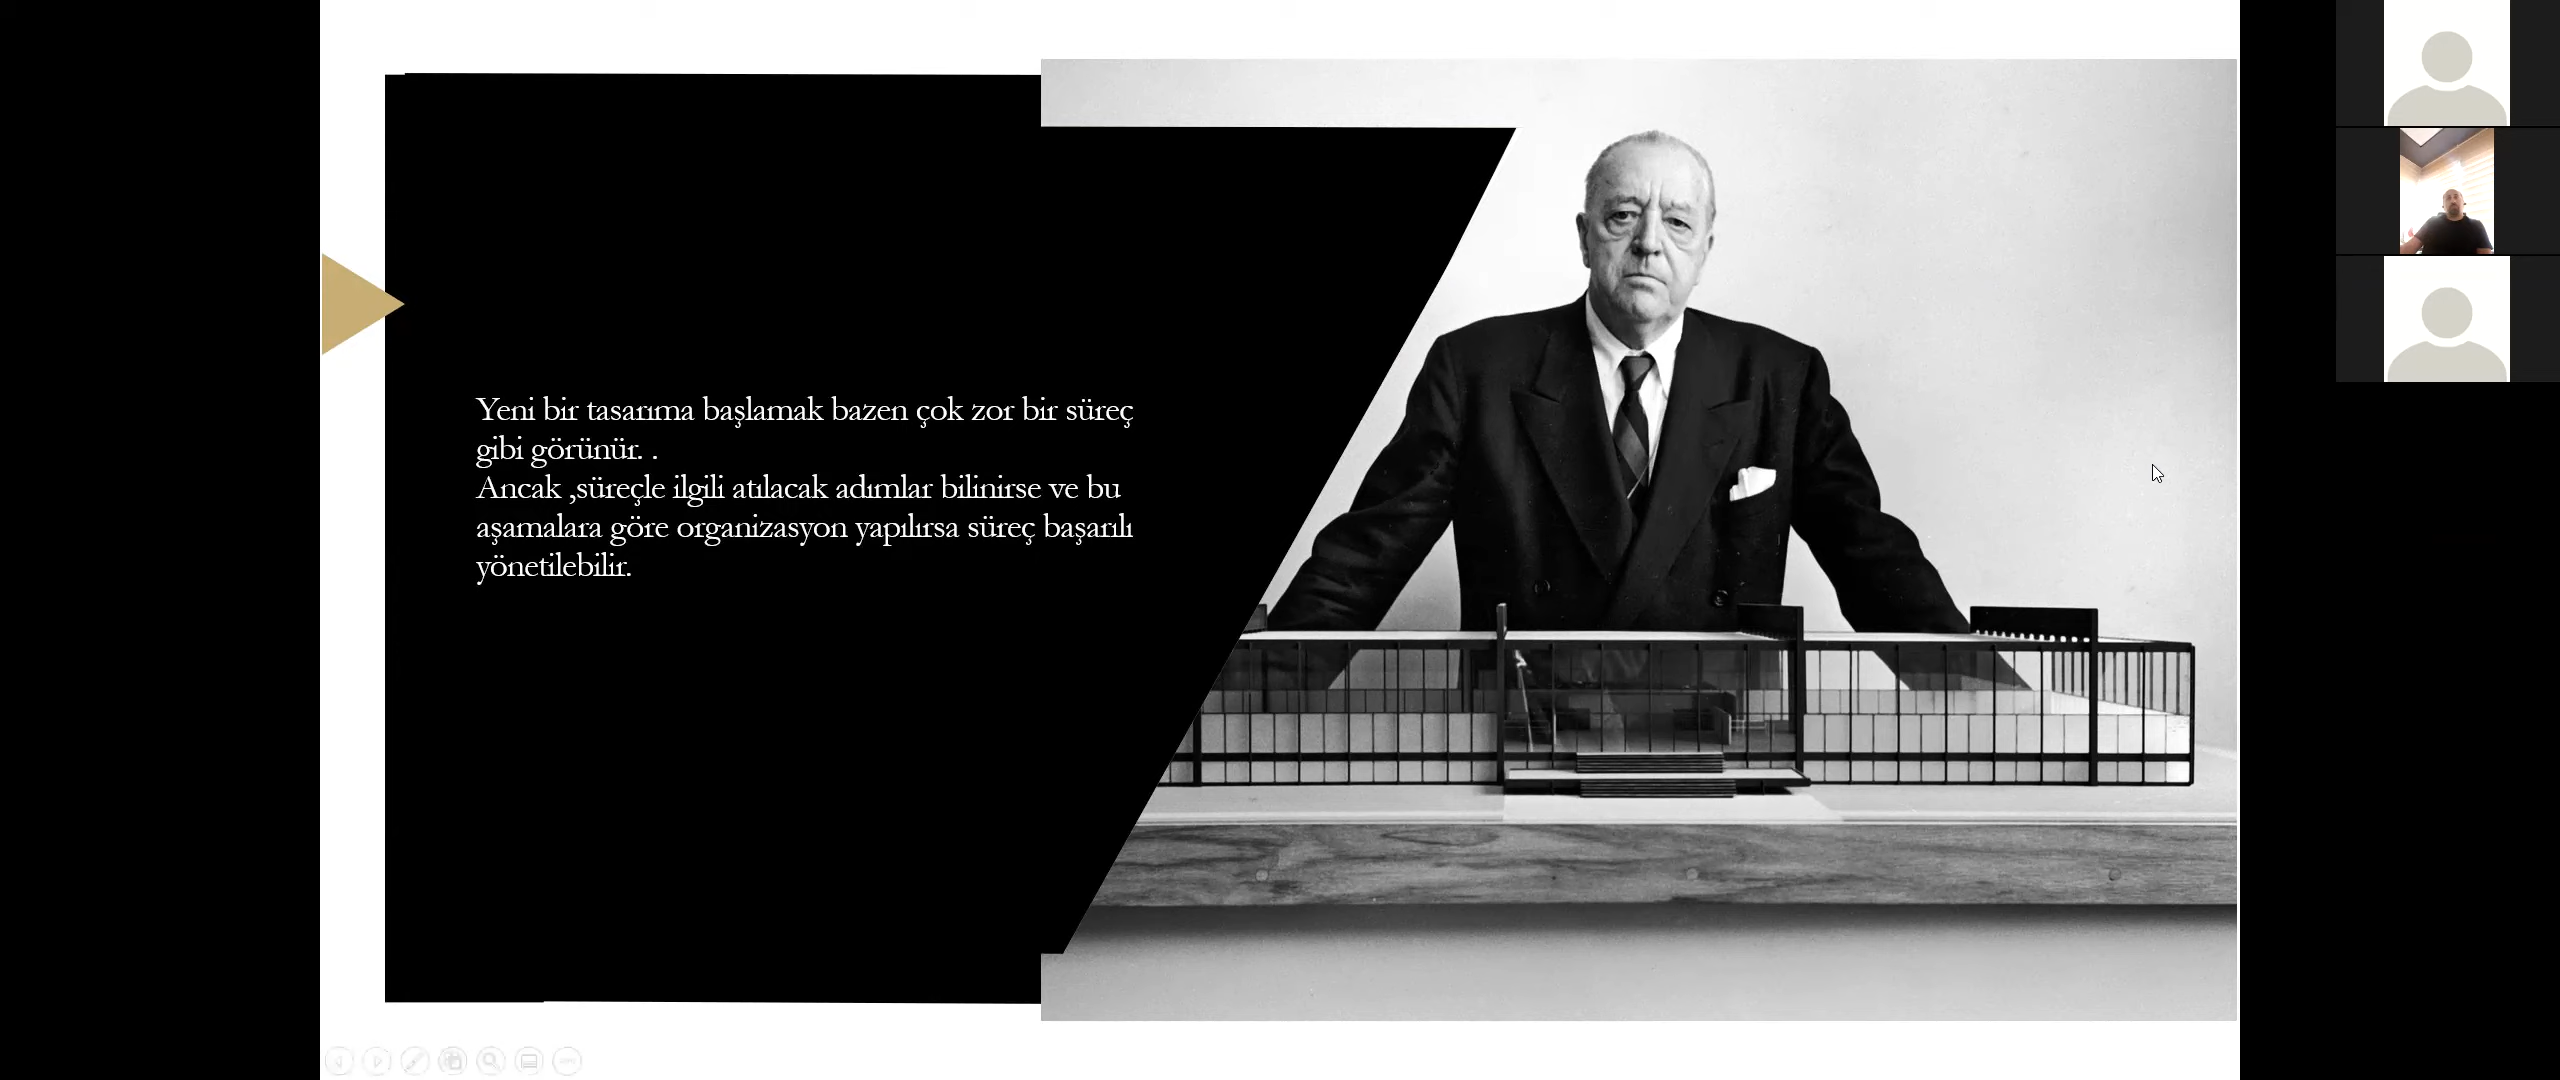 Yeni bir tasarıma başlamak bazen çok zor bir süreç
gibi görünür. .
Ancak ,süreçle ilgili atılacak adımlar bilinirse ve bu
aşamalara göre organizasyon yapılırsa süreç başarılı
yönetilebilir.